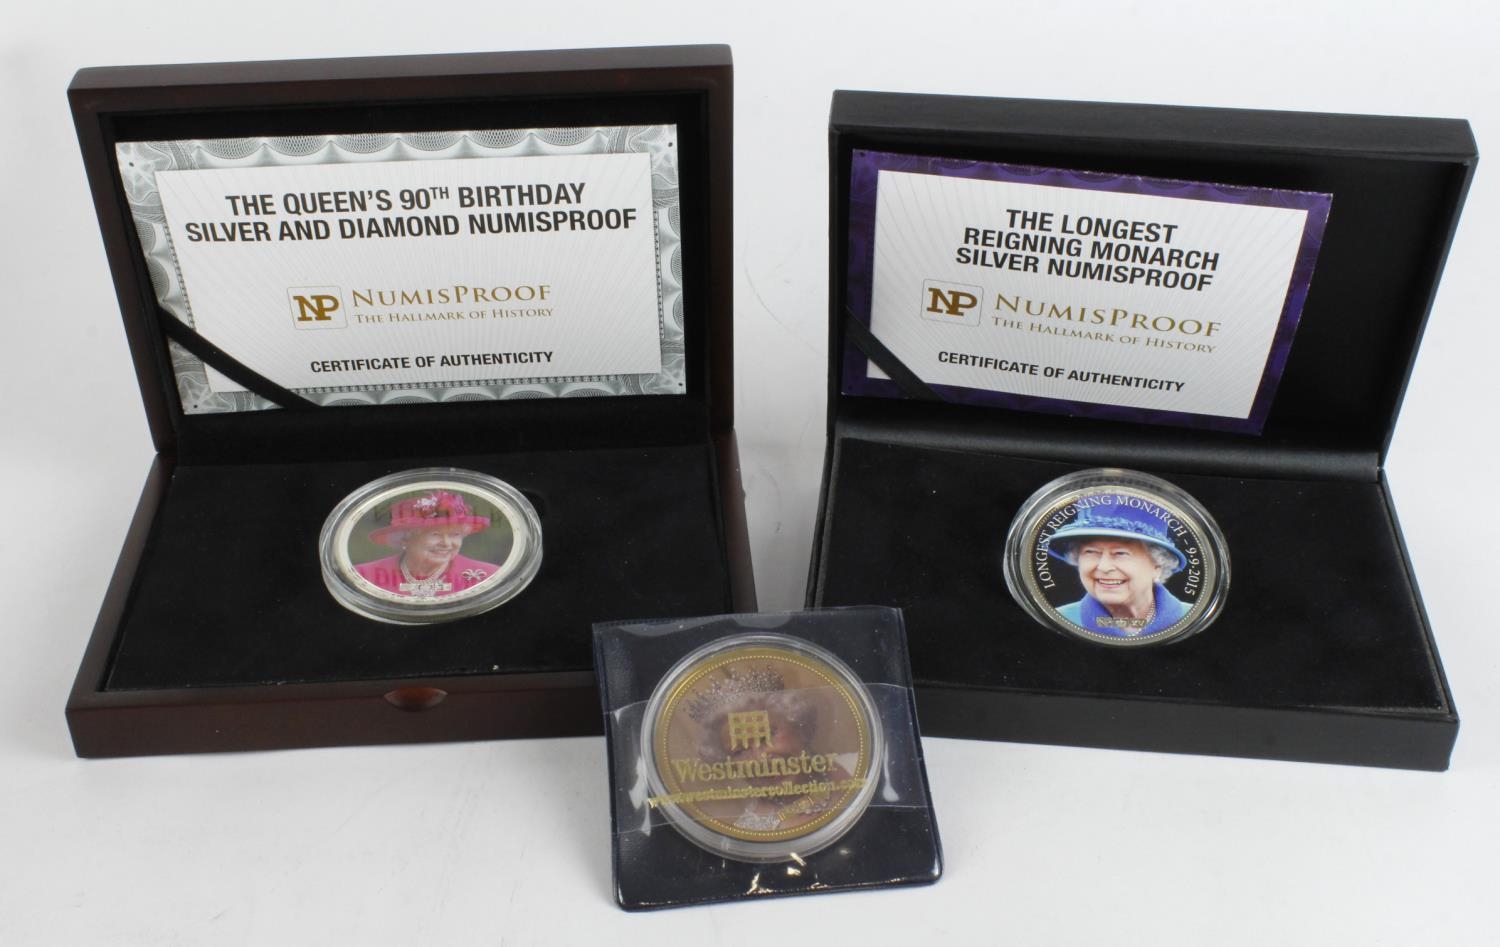 THE QUEEN'S 90TH BIRTHDAY
SILVER AND DIAMOND NUMISPROOF
NP NUMISPROOF
THE HALLMARK OF HISTORY
CERTIFICATE OF AUTHENTICITY
THE LONGEST
REIGNING MONARCH
SILVER NUMISPROOF
NP NUMISPROOF
THE HALLMARK OF HISTORY
CERTIFICATE OF AUTHENTICITY
LONGEST REIGNING MONARCH - 9·9·2015
Westminster
www.westminstercollection.com